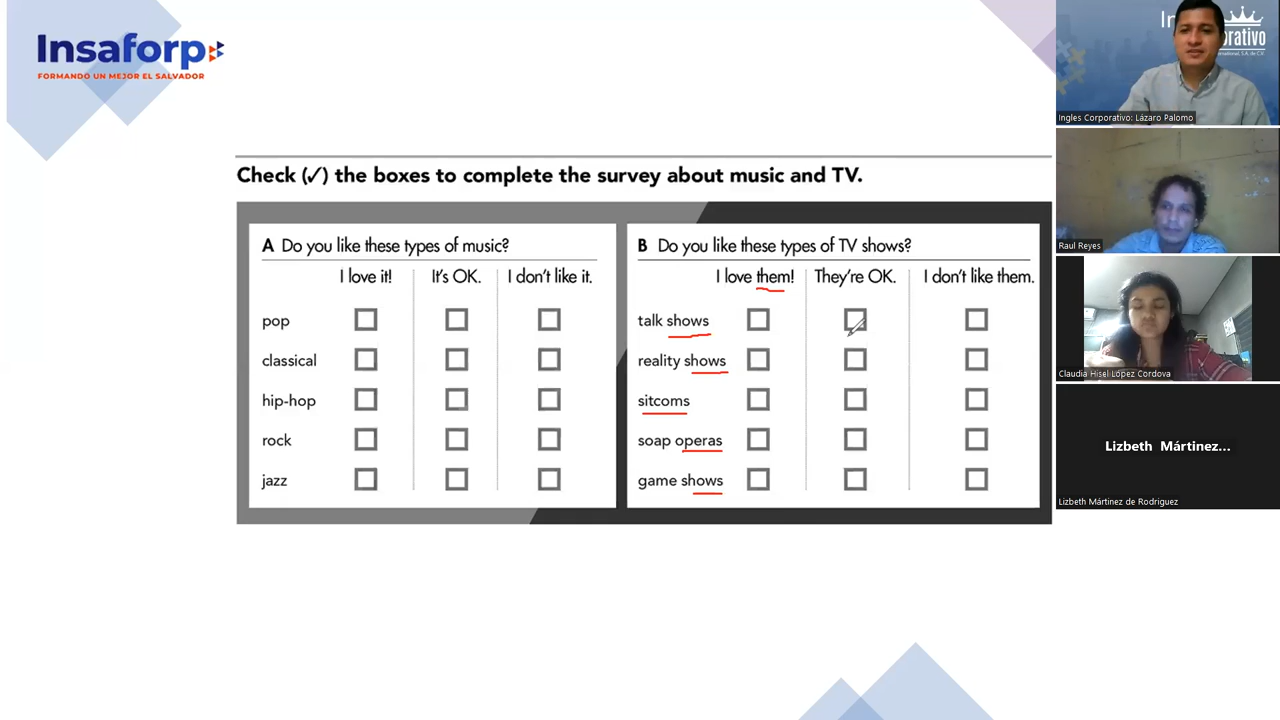 Insaforp
FORMANDO UN MEJOR EL SALVADOR
Check (✓) the boxes to complete the survey about music and TV.
A Do you like these types of music?
I love it! It's OK. I don't like it.
pop
classical
hip-hop
rock
jazz
B Do you like these types of TV shows?
I love them! They're OK. I don't like them.
talk shows
reality shows
sitcoms
soap operas
game shows
Ingles Corporativo: Lázaro Palomo
Raul Reyes
Claudia Hisel López Cordova
Lizbeth Mártinez...
Lizbeth Mártinez de Rodriguez